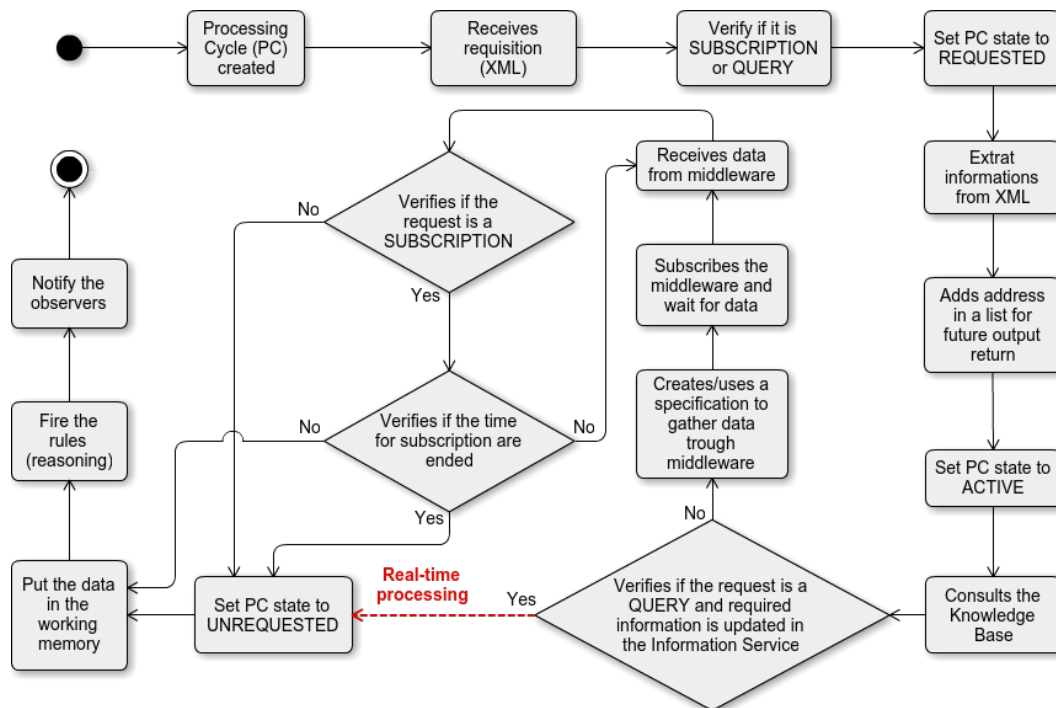 Processing
Cycle (PC)
created
Receives
requisition
(XML)
Verify if it is
SUBSCRIPTION
or QUERY
Set PC state to
REQUESTED
Extrat
informations
from XML
Adds address
in a list for
future output
return
Set PC state to
ACTIVE
Consults the
Knowledge
Base
Verifies if the request is a
QUERY and required
information is updated in
the Information Service
No
Yes
Real-time
processing
Creates/uses a
specification to
gather data
trough
middleware
Subscribes the
middleware and
wait for data
Receives data
from middleware
Verifies if the
request is a
SUBSCRIPTION
No
Yes
Verifies if the time
for subscription are
ended
No
No
Yes
Set PC state to
UNREQUESTED
Put the data
in the
working
memory
Fire the
rules
(reasoning)
Notify the
observers